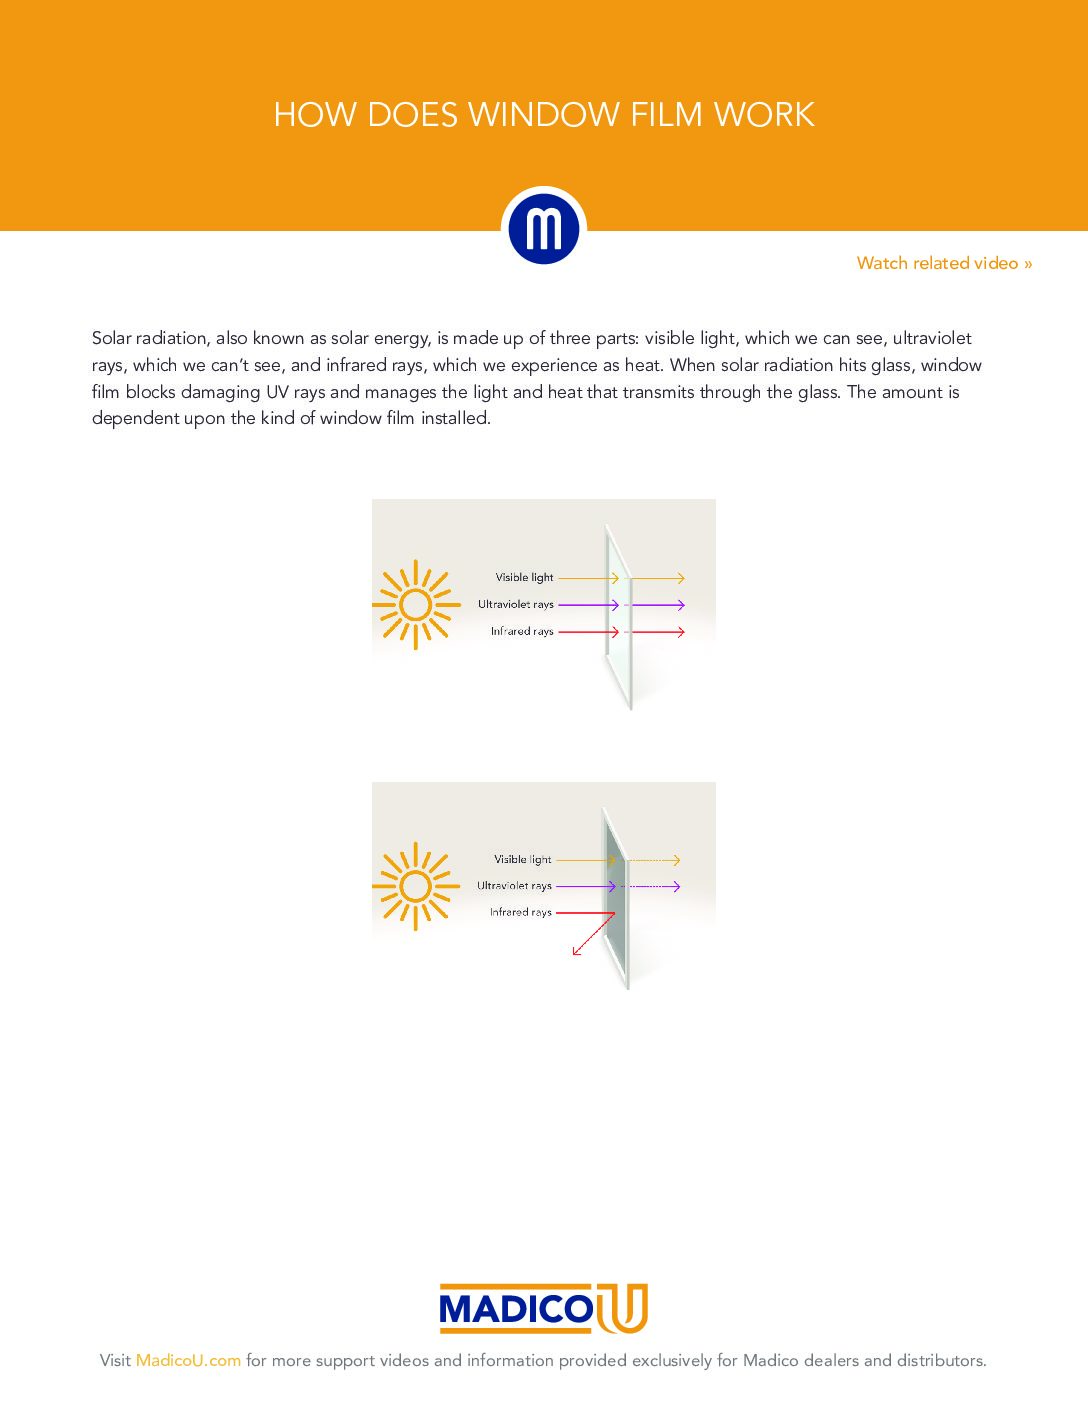 HOW DOES WINDOW FILM WORK
m
Watch related video »
Solar radiation, also known as solar energy, is made up of three parts: visible light, which we can see, ultraviolet
rays, which we can’t see, and infrared rays, which we experience as heat. When solar radiation hits glass, window
film blocks damaging UV rays and manages the light and heat that transmits through the glass. The amount is
dependent upon the kind of window film installed.
Visible light
Ultraviolet rays
Infrared rays
Visible light
Ultraviolet rays
Infrared rays
MADICO U
Visit MadicoU.com for more support videos and information provided exclusively for Madico dealers and distributors.